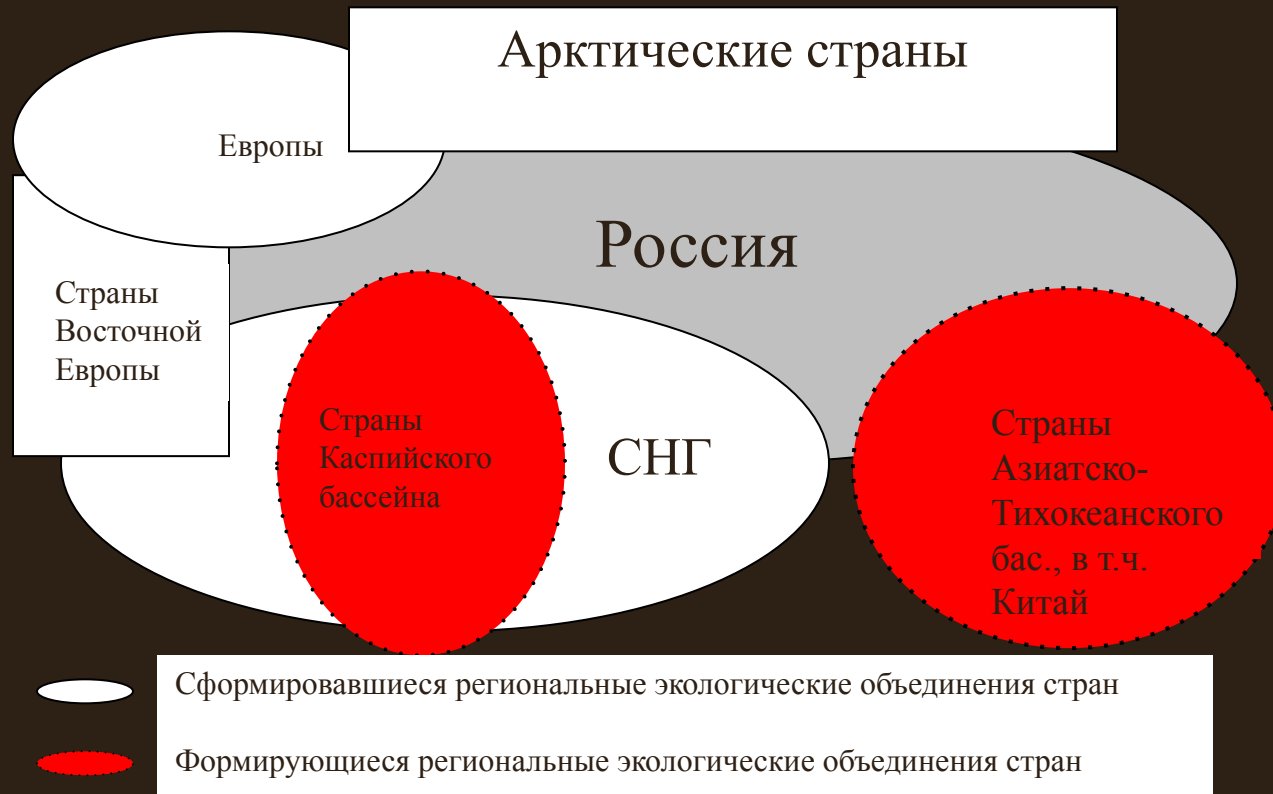 Арктические страны
Европы
Россия
Страны
Восточной
Европы
Страны
Каспийского
бассейна
СНГ
Страны
Азиатско-
Тихокеанского
бас., в т.ч.
Китай
Сформировавшиеся региональные экологические объединения стран
Формирующиеся региональные экологические объединения стран